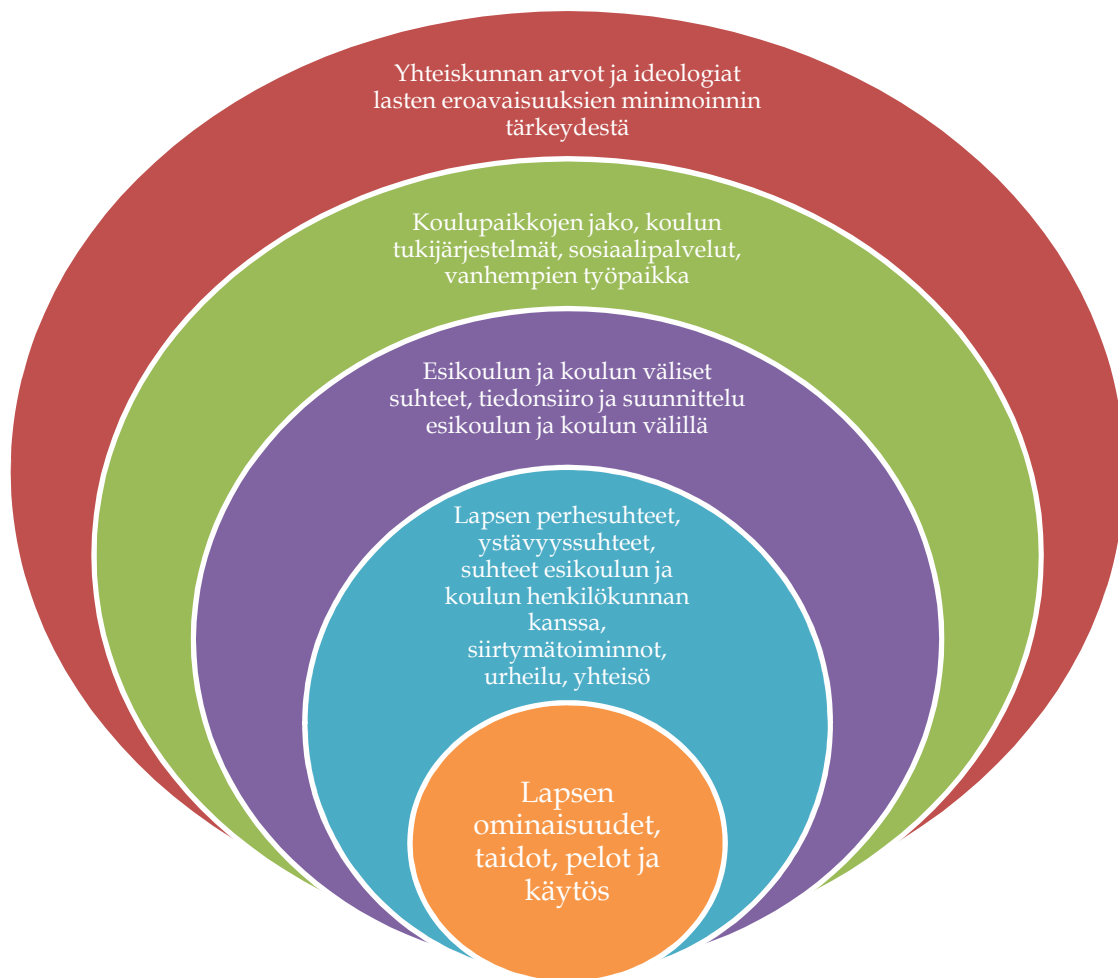 Yhteiskunnan arvot ja ideologiat
lasten eroavaisuuksien minimoinnin
tärkeydestä
Koulupaikkojen jako, koulun
tukijärjestelmät, sosiaalipalvelut,
vanhempien työpaikka
Esikoulun ja koulun väliset
suhteet, tiedonsiiro ja suunnittelu
esikoulun ja koulun välillä
Lapsen perhesuhteet,
ystävyyssuhteet,
suhteet esikoulun ja
koulun henkilökunnan
kanssa,
siirtymätoiminnot,
urheilu, yhteisö
Lapsen
ominaisuudet,
taidot, pelot ja
käytös